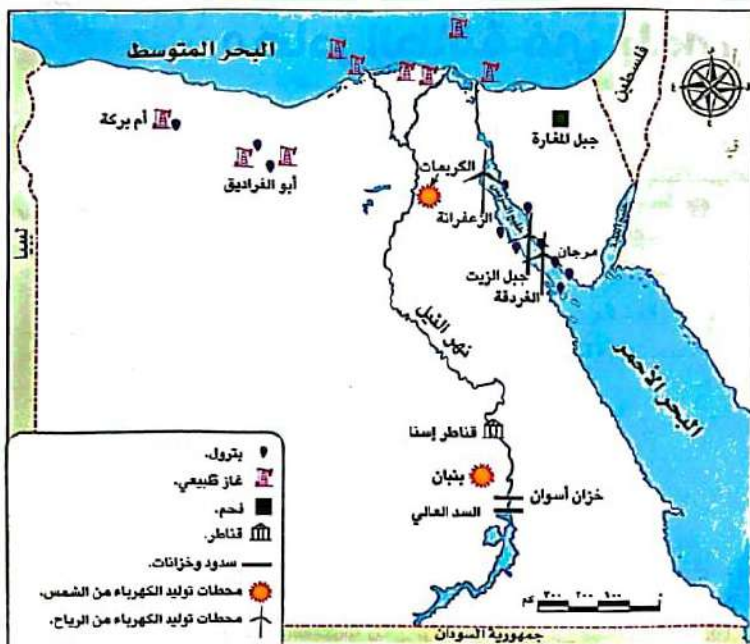 البحر المتوسط
فلسطين
أم بركة
أبو الغراديق
جبل المغارة
الكريمات
الزعفرانة
مرجان
جبل الزيت
الغردقة
ليبيا
نهر النيل
البحر الأحمر
قناطر إسنا
بنبان
خزان أسوان
السد العالي
بترول.
غاز طبيعي.
فحم.
قناطر.
سدود وخزانات.
محطات توليد الكهرباء من الشمس.
محطات توليد الكهرباء من الرياح.
٣٠٠ ٢٠٠ ١٠٠ ٠ كم
جمهورية السودان